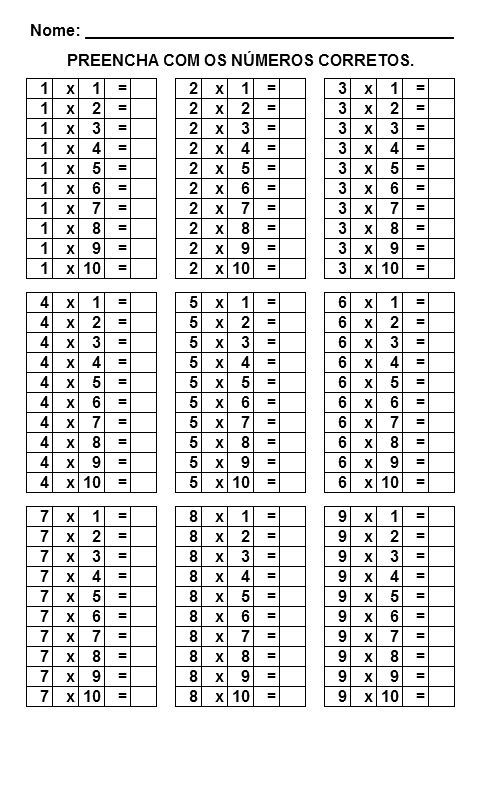 Nome: ___________________________
PREENCHA COM OS NÚMEROS CORRETOS.
1 x 1 = 2 x 1 = 3 x 1 =
1 x 2 = 2 x 2 = 3 x 2 =
1 x 3 = 2 x 3 = 3 x 3 =
1 x 4 = 2 x 4 = 3 x 4 =
1 x 5 = 2 x 5 = 3 x 5 =
1 x 6 = 2 x 6 = 3 x 6 =
1 x 7 = 2 x 7 = 3 x 7 =
1 x 8 = 2 x 8 = 3 x 8 =
1 x 9 = 2 x 9 = 3 x 9 =
1 x 10 = 2 x 10 = 3 x 10 =
4 x 1 = 5 x 1 = 6 x 1 =
4 x 2 = 5 x 2 = 6 x 2 =
4 x 3 = 5 x 3 = 6 x 3 =
4 x 4 = 5 x 4 = 6 x 4 =
4 x 5 = 5 x 5 = 6 x 5 =
4 x 6 = 5 x 6 = 6 x 6 =
4 x 7 = 5 x 7 = 6 x 7 =
4 x 8 = 5 x 8 = 6 x 8 =
4 x 9 = 5 x 9 = 6 x 9 =
4 x 10 = 5 x 10 = 6 x 10 =
7 x 1 = 8 x 1 = 9 x 1 =
7 x 2 = 8 x 2 = 9 x 2 =
7 x 3 = 8 x 3 = 9 x 3 =
7 x 4 = 8 x 4 = 9 x 4 =
7 x 5 = 8 x 5 = 9 x 5 =
7 x 6 = 8 x 6 = 9 x 6 =
7 x 7 = 8 x 7 = 9 x 7 =
7 x 8 = 8 x 8 = 9 x 8 =
7 x 9 = 8 x 9 = 9 x 9 =
7 x 10 = 8 x 10 = 9 x 10 =